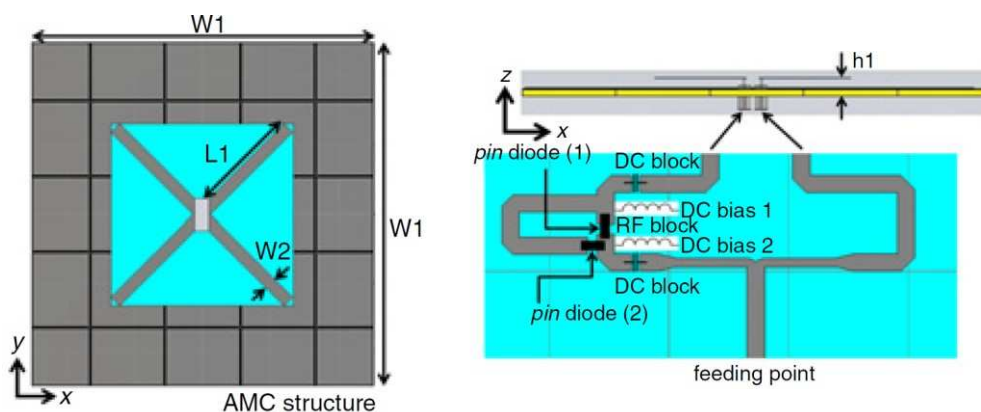 W1
L1
W2
W1
y
x
AMC structure
h1
z
x
pin diode (1)
DC block
DC bias 1
RF block
DC bias 2
DC block
pin diode (2)
feeding point